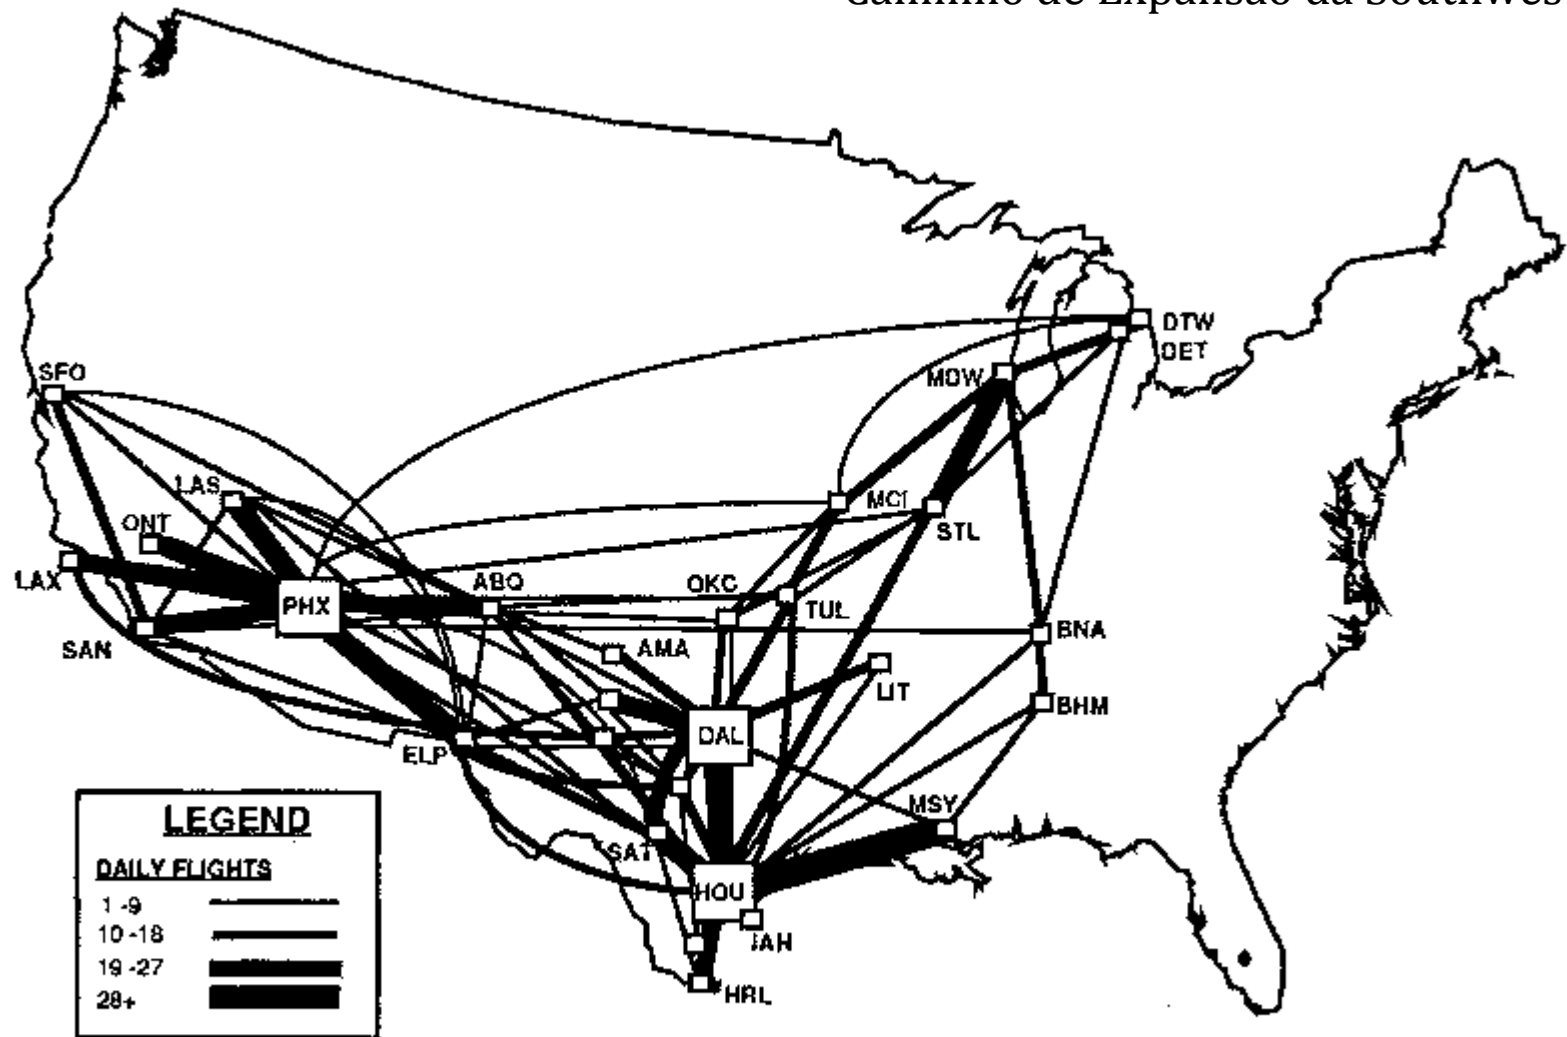 Caminho de Expansão da Southwes
SFO
LAS
ONT
LAX
SAN
PHX
ABQ
ELP
AMA
OKC
TUL
MCI
STL
MDW
DTW
DET
BNA
BHM
LIT
DAL
MSY
SAT
HOU
IAH
HRL
LEGEND
DAILY FLIGHTS
1 -9
10 -18
19 -27
28+